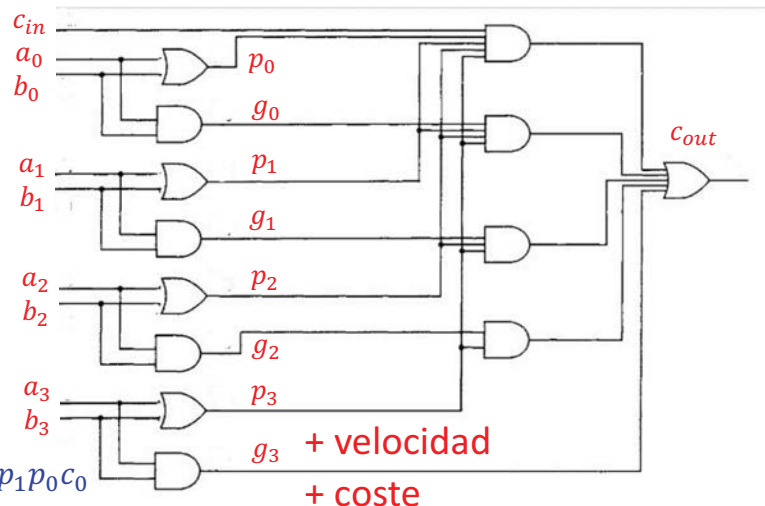 c_in
a_0
b_0
p_0
g_0
a_1
b_1
p_1
g_1
c_out
a_2
b_2
p_2
g_2
a_3
b_3
p_3
g_3
+ velocidad
p_1p_0c_0
+ coste